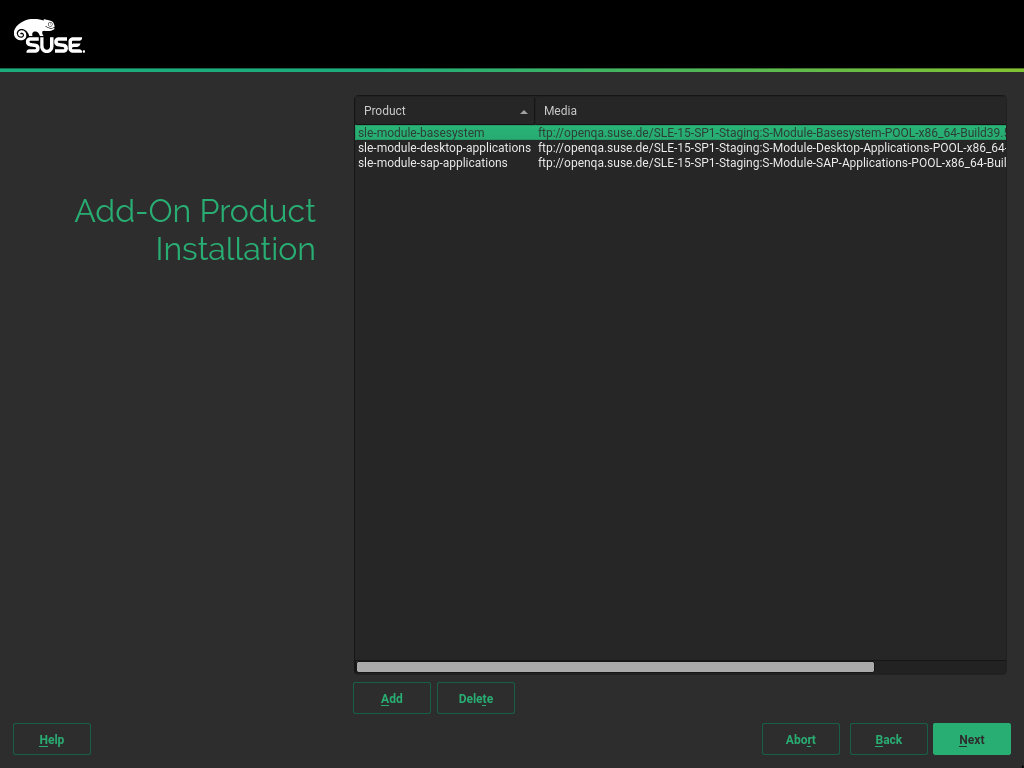 SUSE.
Add-On Product
Installation
Product Media
sle-module-basesystem ftp://openqa.suse.de/SLE-15-SP1-Staging:S-Module-Basesystem-POOL-x86_64-Build39.
sle-module-desktop-applications ftp://openqa.suse.de/SLE-15-SP1-Staging:S-Module-Desktop-Applications-POOL-x86_64-
sle-module-sap-applications ftp://openqa.suse.de/SLE-15-SP1-Staging:S-Module-SAP-Applications-POOL-x86_64-Buil
Add Delete
Help Abort Back Next